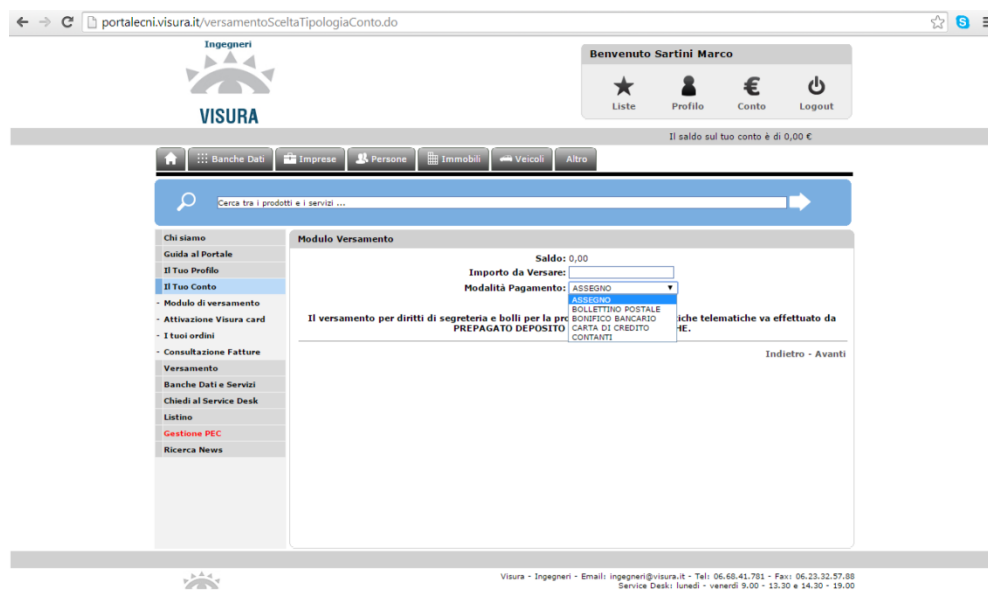 portalecni.visura.it/versamentoSceltaTipologiaConto.do
Ingegneri
VISURA
Benvenuto Sartini Marco
Liste Profilo Conto Logout
Il saldo sul tuo conto è di 0,00 €
Banche Dati Imprese Persone Immobili Veicoli Altro
Cerca tra i prodotti e i servizi ...
Chi siamo
Guida al Portale
Il Tuo Profilo
Il Tuo Conto
- Modulo di versamento
- Attivazione Visura card
- I tuoi ordini
- Consultazione Fatture
Versamento
Banche Dati e Servizi
Chiedi al Service Desk
Listino
Gestione PEC
Ricerca News
Modulo Versamento
Saldo: 0,00
Importo da Versare:
Modalità Pagamento: ASSEGNO
ASSEGNO
BOLLETTINO POSTALE
BONIFICO BANCARIO
CARTA DI CREDITO
CONTANTI
Il versamento per diritti di segreteria e bolli per la telematiche va effettuato da
PREPAGATO DEPOSITO
Indietro - Avanti
Visura - Ingegneri - Email: ingegneri@visura.it - Tel: 06.68.41.781 - Fax: 06.23.32.57.88
Service Desk: lunedì - venerdì 9.00 - 13.30 e 14.30 - 19.00